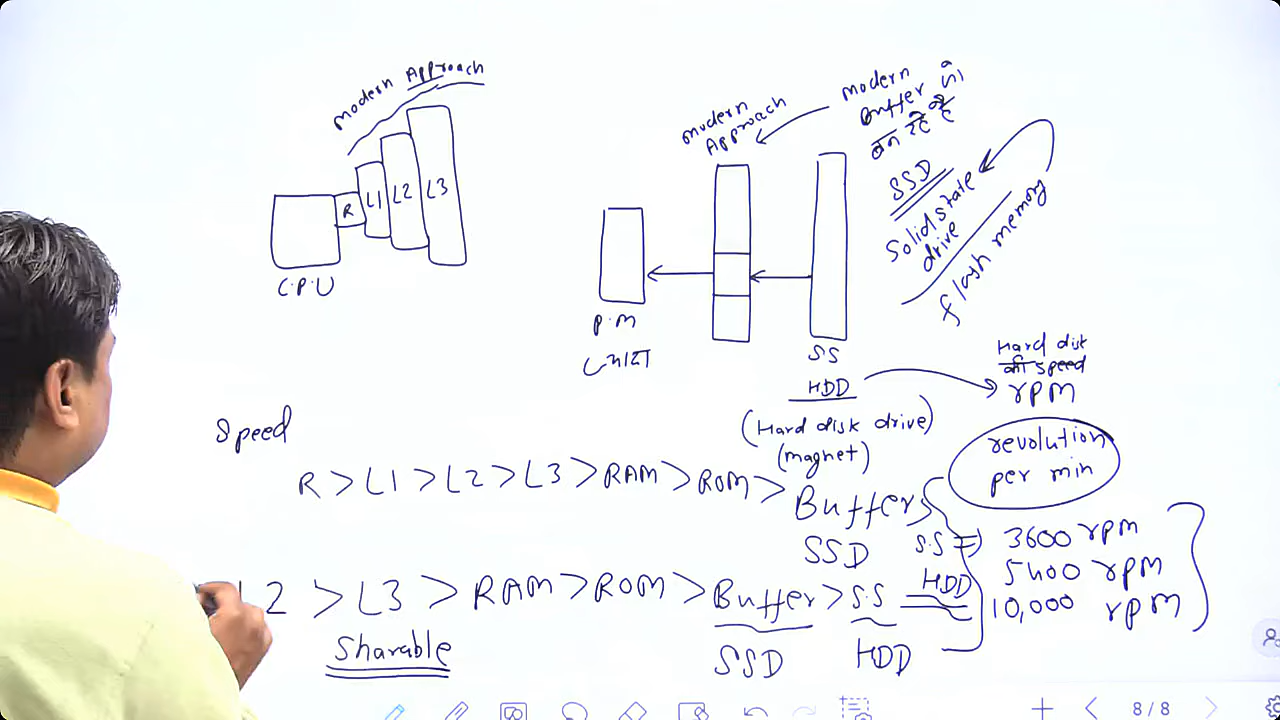 modern Approach
R
L1
L2
L3
C.P.U
modern
Approach
modern
Buffer
SSD
Solid state
drive
flash memory
P.M
SS
HDD
(Hard disk drive)
(magnet)
Hard disk
की speed
rPM
revolution
per min
Speed
R > L1 > L2 > L3 > RAM > ROM > Buffer >
SSD
S.S =)
HDD
3600 rpm
5400 rpm
10,000 rpm
L2 > L3 > RAM > ROM > Buffer > S.S
Sharable
SSD
HDD
8/8